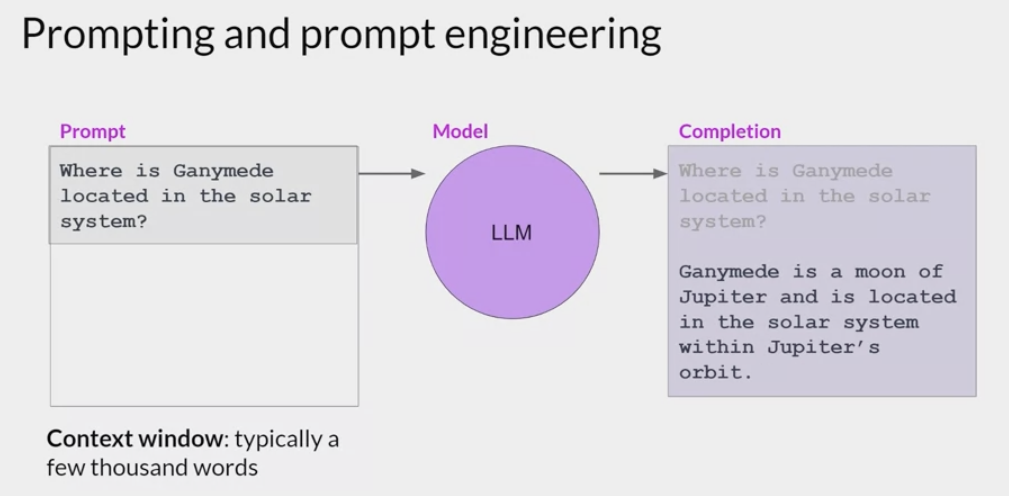 Prompting and prompt engineering
Prompt
Where is Ganymede
located in the solar
system?
Context window: typically a
few thousand words
Model
LLM
Completion
Where is Ganymede
located in the solar
system?
Ganymede is a moon of
Jupiter and is located
in the solar system
within Jupiter’s
orbit.